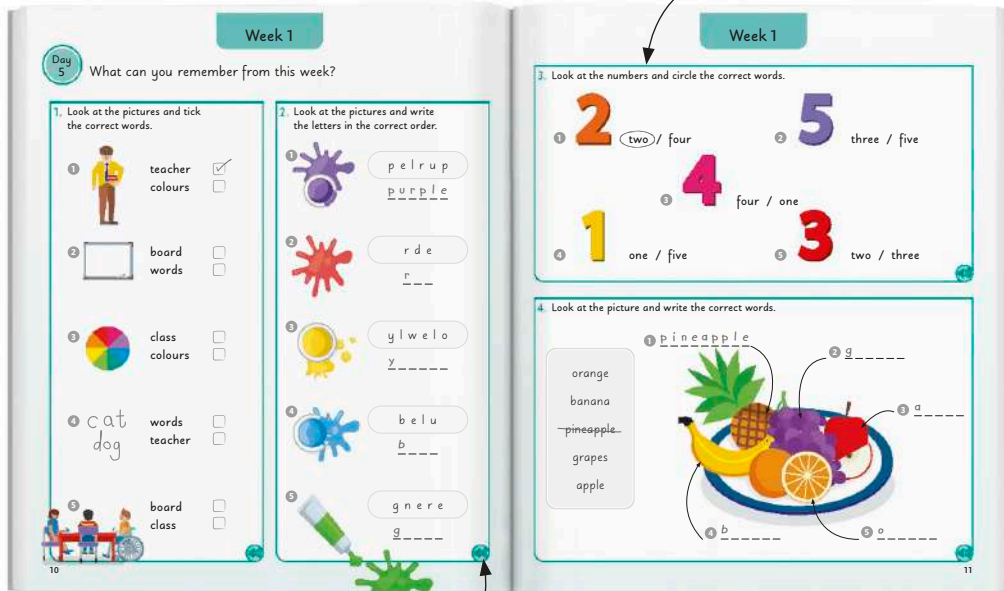 Week 1
Day
5
What can you remember from this week?
1. Look at the pictures and tick
the correct words.
1
teacher
colours
2
board
words
3
class
colours
4
cat
dog
words
teacher
5
board
class
10
2. Look at the pictures and write
the letters in the correct order.
1
p e l r u p
p u r p l e
2
r d e
r _ _
3
y l w e l o
y _ _ _ _ _
4
b e l u
b _ _ _
5
g n e r e
g _ _ _ _
Week 1
3. Look at the numbers and circle the correct words.
1
2
two / four
2
5
three / five
3
4
four / one
4
1
one / five
5
3
two / three
4. Look at the picture and write the correct words.
orange
banana
pineapple
grapes
apple
1 p i n e a p p l e
2 g _ _ _ _ _
3 a _ _ _ _
4 b _ _ _ _ _
5 o _ _ _ _ _
11